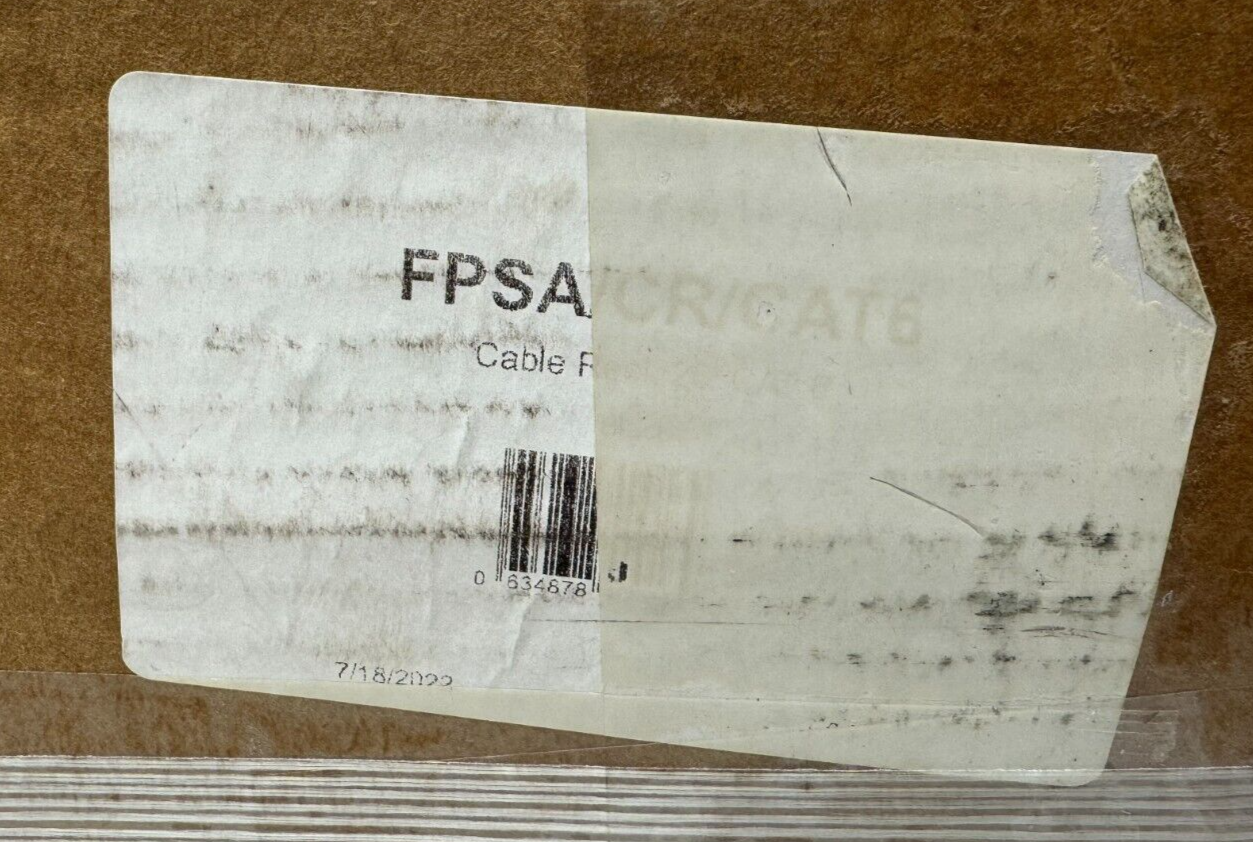 FPSA/CR/CAT6
Cable R
0 634878
7/18/2022